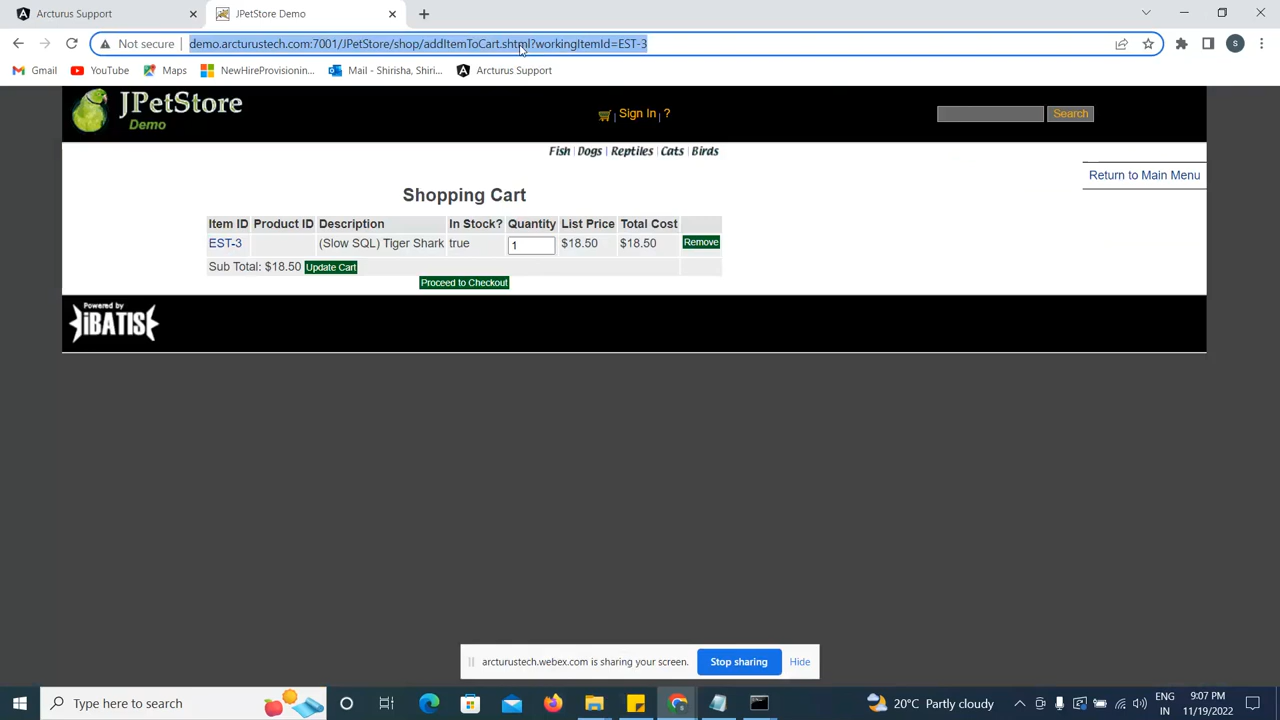 Arcturus Support
JPetStore Demo
Not secure
demo.arcturustech.com:7001/JPetStore/shop/addItemToCart.shtml?workingItemId=EST-3
S
Gmail
YouTube
Maps
NewHireProvisionin...
Mail - Shirisha, Shiri...
Arcturus Support
JPetStore
Demo
| Sign In | ?
Search
Fish | Dogs | Reptiles | Cats | Birds
Return to Main Menu
Shopping Cart
Item ID Product ID Description In Stock? Quantity List Price Total Cost
EST-3 (Slow SQL) Tiger Shark true 1 $18.50 $18.50 Remove
Sub Total: $18.50 Update Cart
Proceed to Checkout
Powered by
iBATIS
arcturustech.webex.com is sharing your screen.
Stop sharing
Hide
Type here to search
20°C Partly cloudy
ENG
IN
9:07 PM
11/19/2022